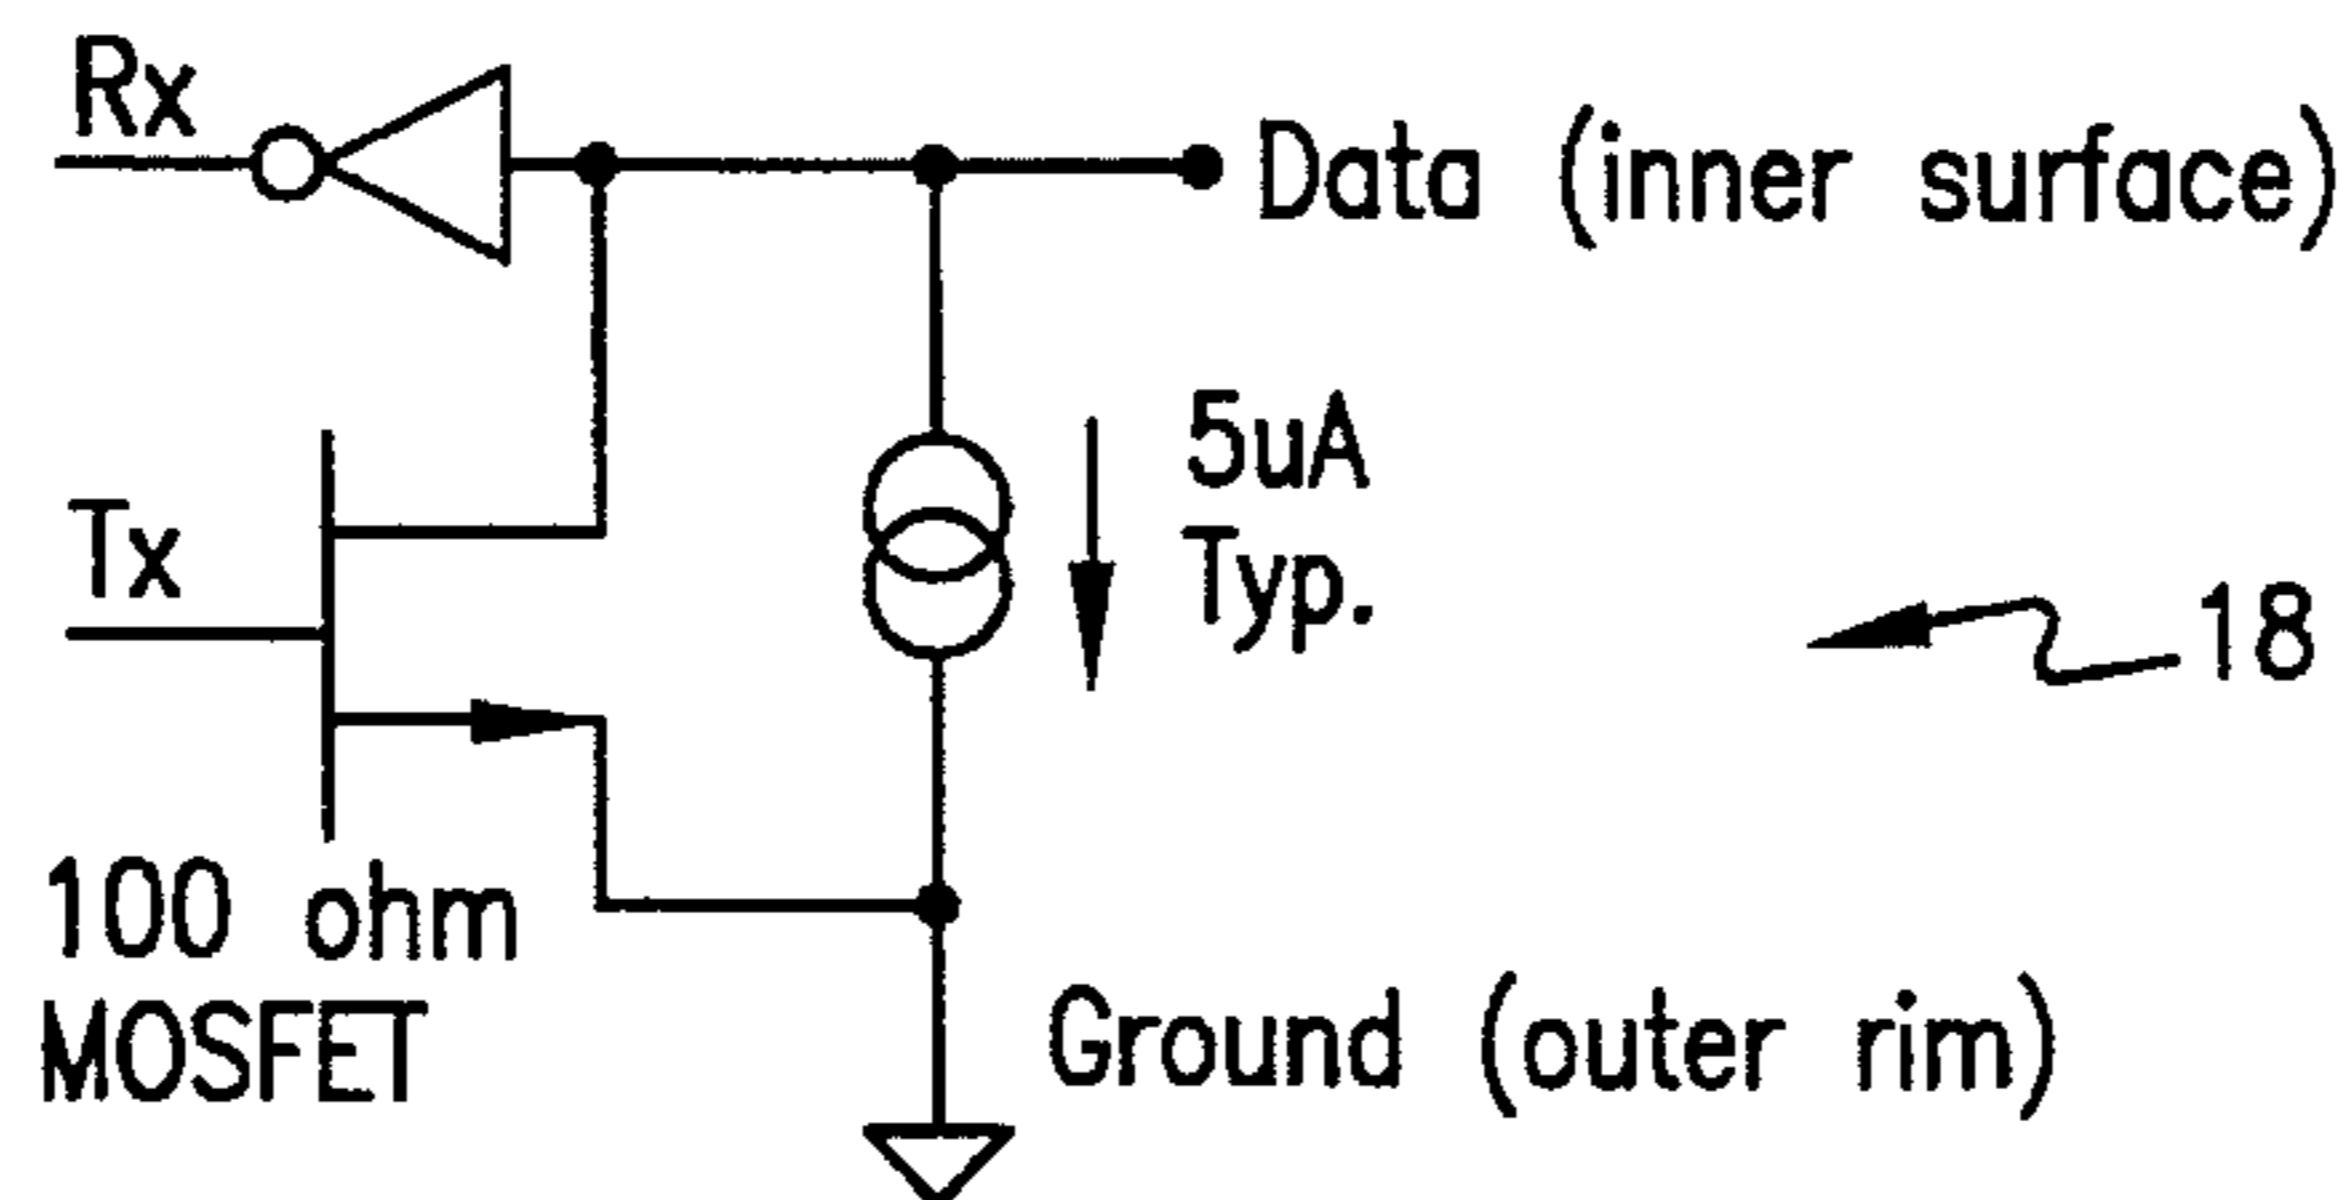 Rx
Data (inner surface)
5uA
Typ.
Tx
18
100 ohm
MOSFET
Ground (outer rim)